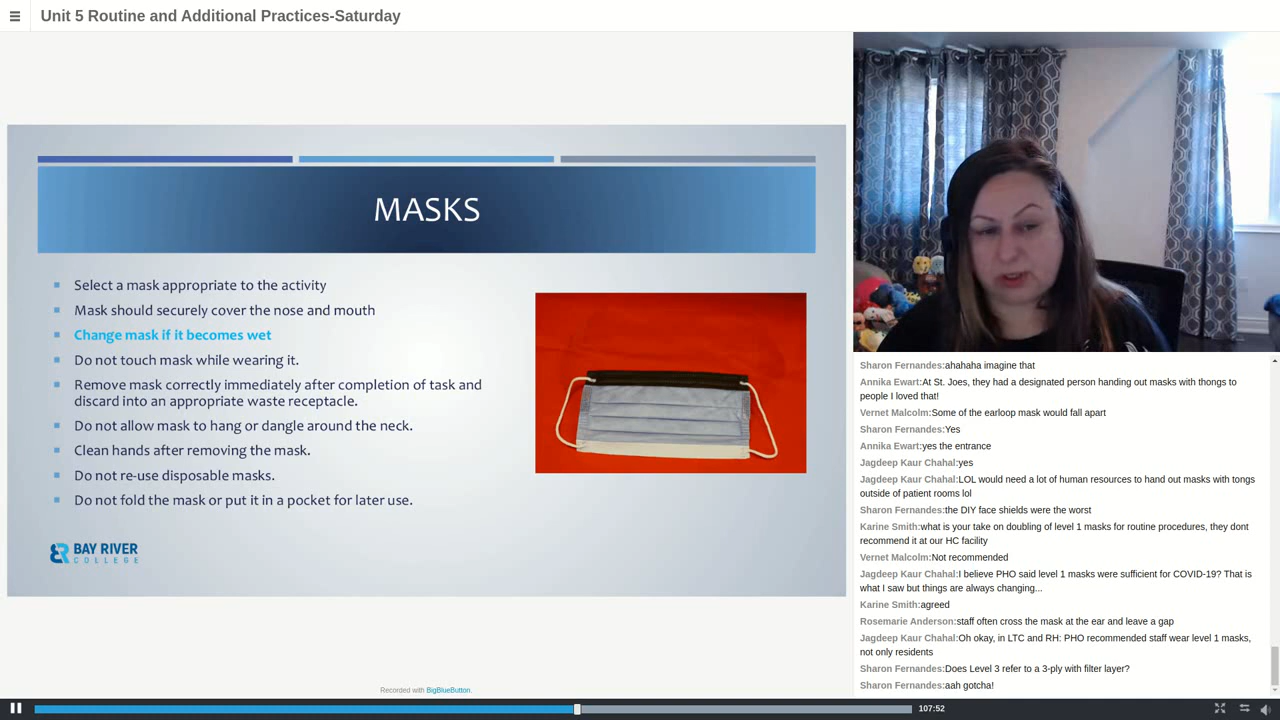 Unit 5 Routine and Additional Practices-Saturday
MASKS
Select a mask appropriate to the activity
Mask should securely cover the nose and mouth
Change mask if it becomes wet
Do not touch mask while wearing it.
Remove mask correctly immediately after completion of task and
discard into an appropriate waste receptacle.
Do not allow mask to hang or dangle around the neck.
Clean hands after removing the mask.
Do not re-use disposable masks.
Do not fold the mask or put it in a pocket for later use.
BAY RIVER
COLLEGE
Sharon Fernandes:ahahaha imagine that
Annika Ewart:At St. Joes, they had a designated person handing out masks with thongs to
people I loved that!
Vernet Malcolm:Some of the earloop mask would fall apart
Sharon Fernandes:Yes
Annika Ewart:yes the entrance
Jagdeep Kaur Chahal:yes
Jagdeep Kaur Chahal:LOL would need a lot of human resources to hand out masks with tongs
outside of patient rooms lol
Sharon Fernandes:the DIY face shields were the worst
Karine Smith:what is your take on doubling of level 1 masks for routine procedures, they dont
recommend it at our HC facility
Vernet Malcolm:Not recommended
Jagdeep Kaur Chahal:I believe PHO said level 1 masks were sufficient for COVID-19? That is
what I saw but things are always changing...
Karine Smith:agreed
Rosemarie Anderson:staff often cross the mask at the ear and leave a gap
Jagdeep Kaur Chahal:Oh okay, in LTC and RH: PHO recommended staff wear level 1 masks,
not only residents
Sharon Fernandes:Does Level 3 refer to a 3-ply with filter layer?
Sharon Fernandes:aah gotcha!
Recorded with BigBlueButton.
107:52